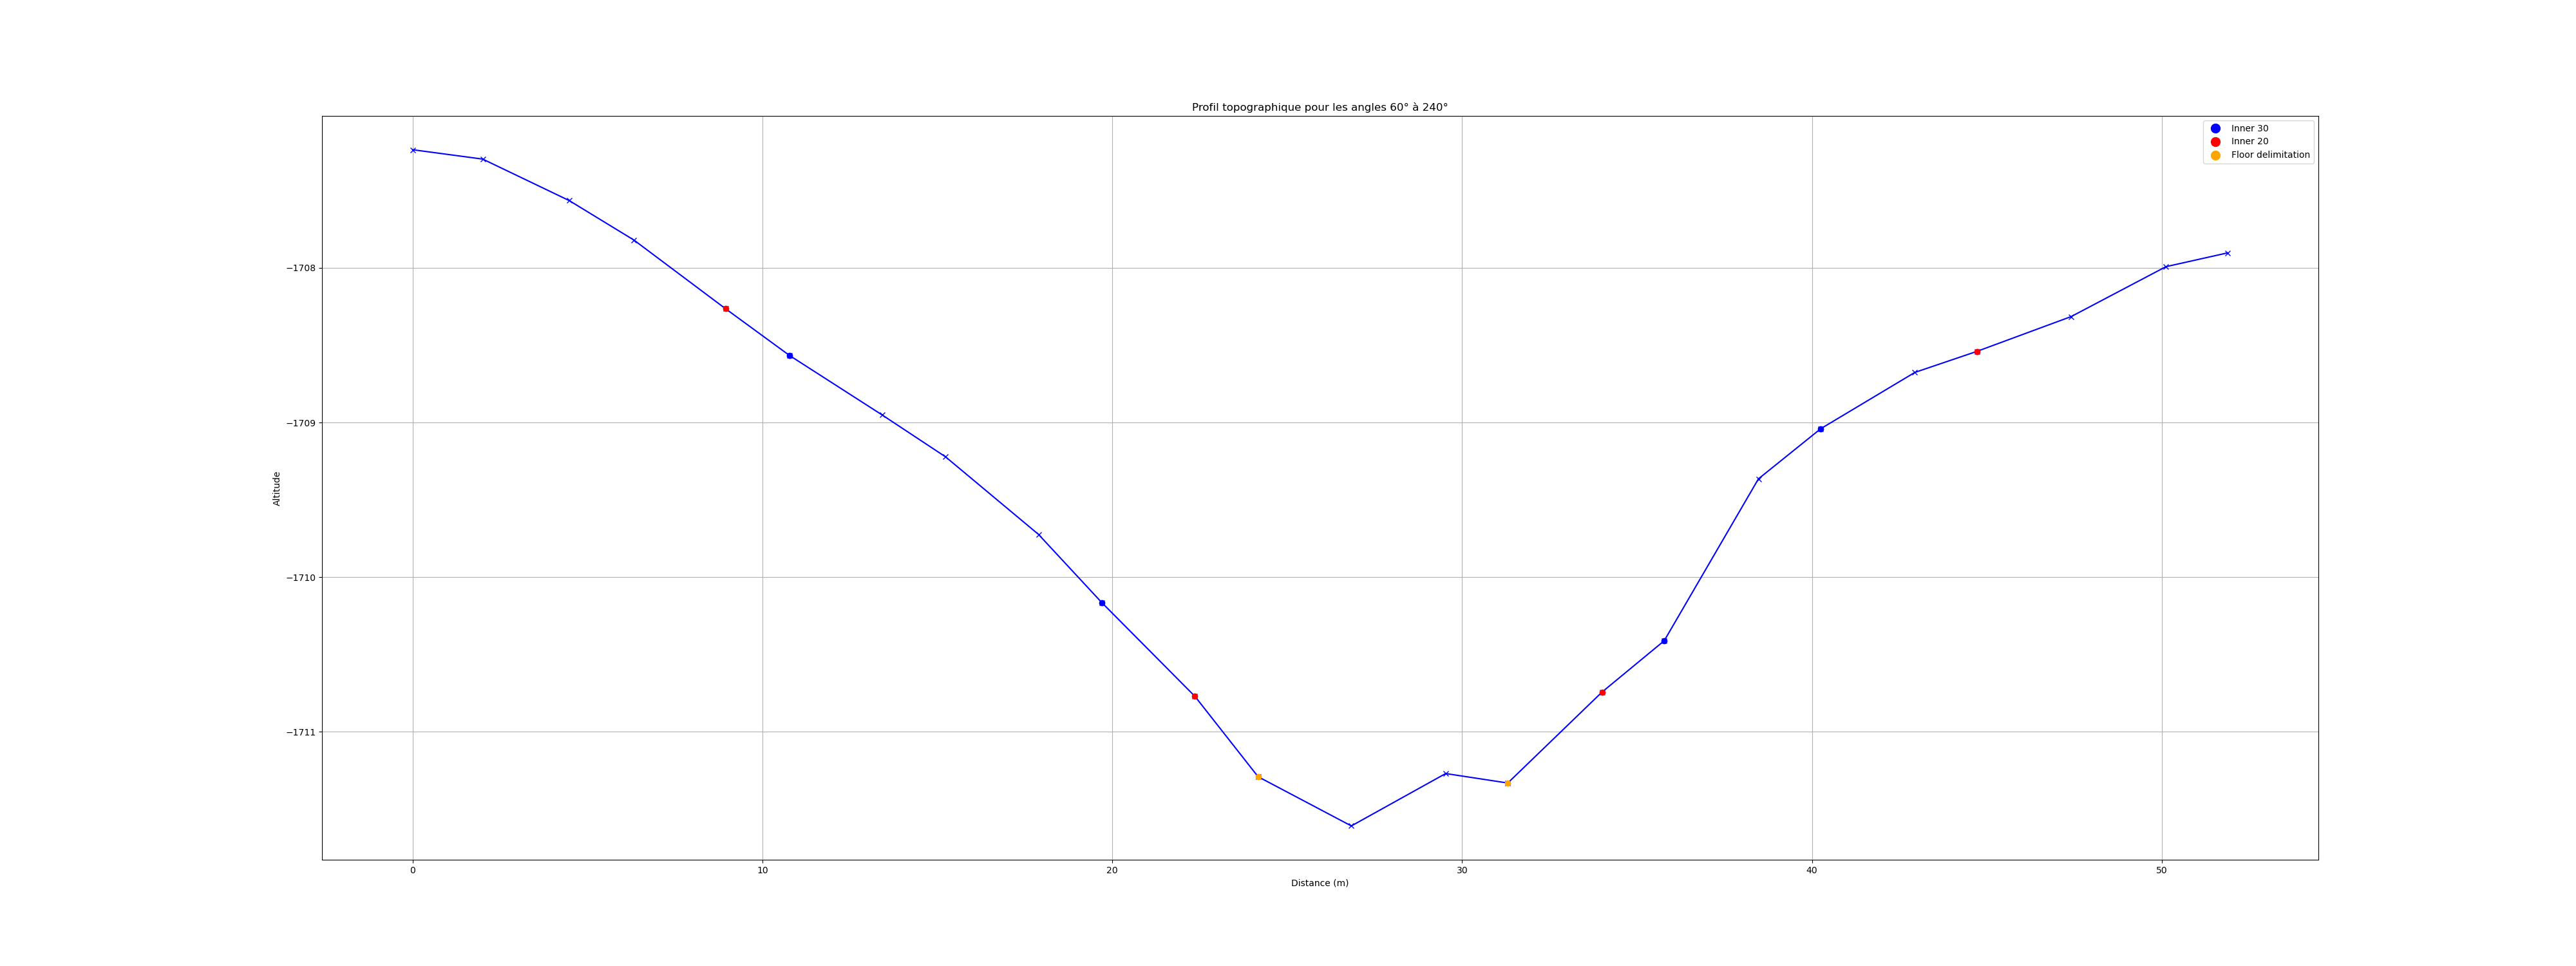 Profil topographique pour les angles 60° à 240°
Inner 30
Inner 20
Floor delimitation
−1708
−1709
−1710
−1711
Altitude
0 10 20 30 40 50
Distance (m)